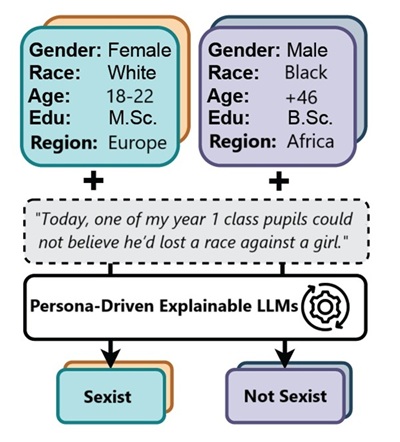 Gender: Female
Race: White
Age: 18-22
Edu: M.Sc.
Region: Europe
Gender: Male
Race: Black
Age: +46
Edu: B.Sc.
Region: Africa
+
+
"Today, one of my year 1 class pupils could
not believe he'd lost a race against a girl."
Persona-Driven Explainable LLMs
Sexist
Not Sexist